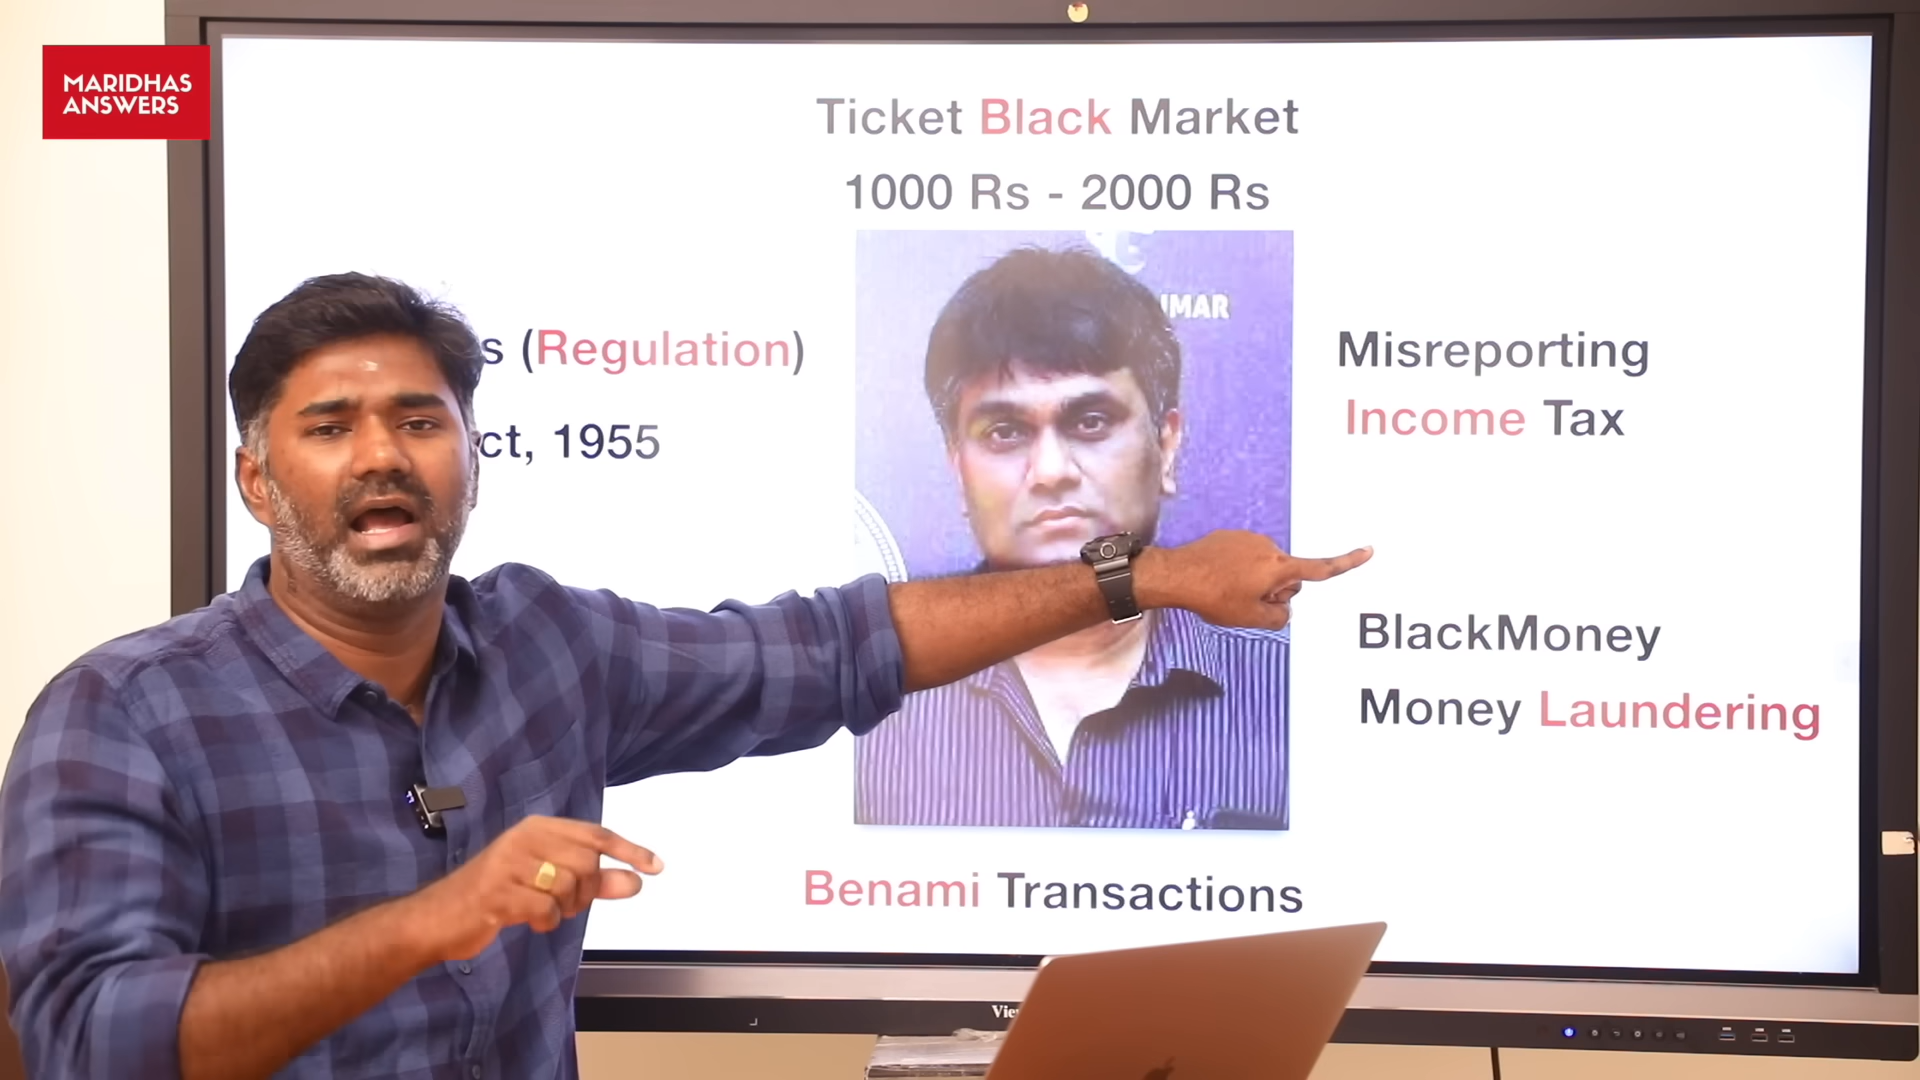 MARIDHAS
ANSWERS
Ticket Black Market
1000 Rs - 2000 Rs
(Regulation)
1955
Misreporting
Income Tax
BlackMoney
Money Laundering
Benami Transactions